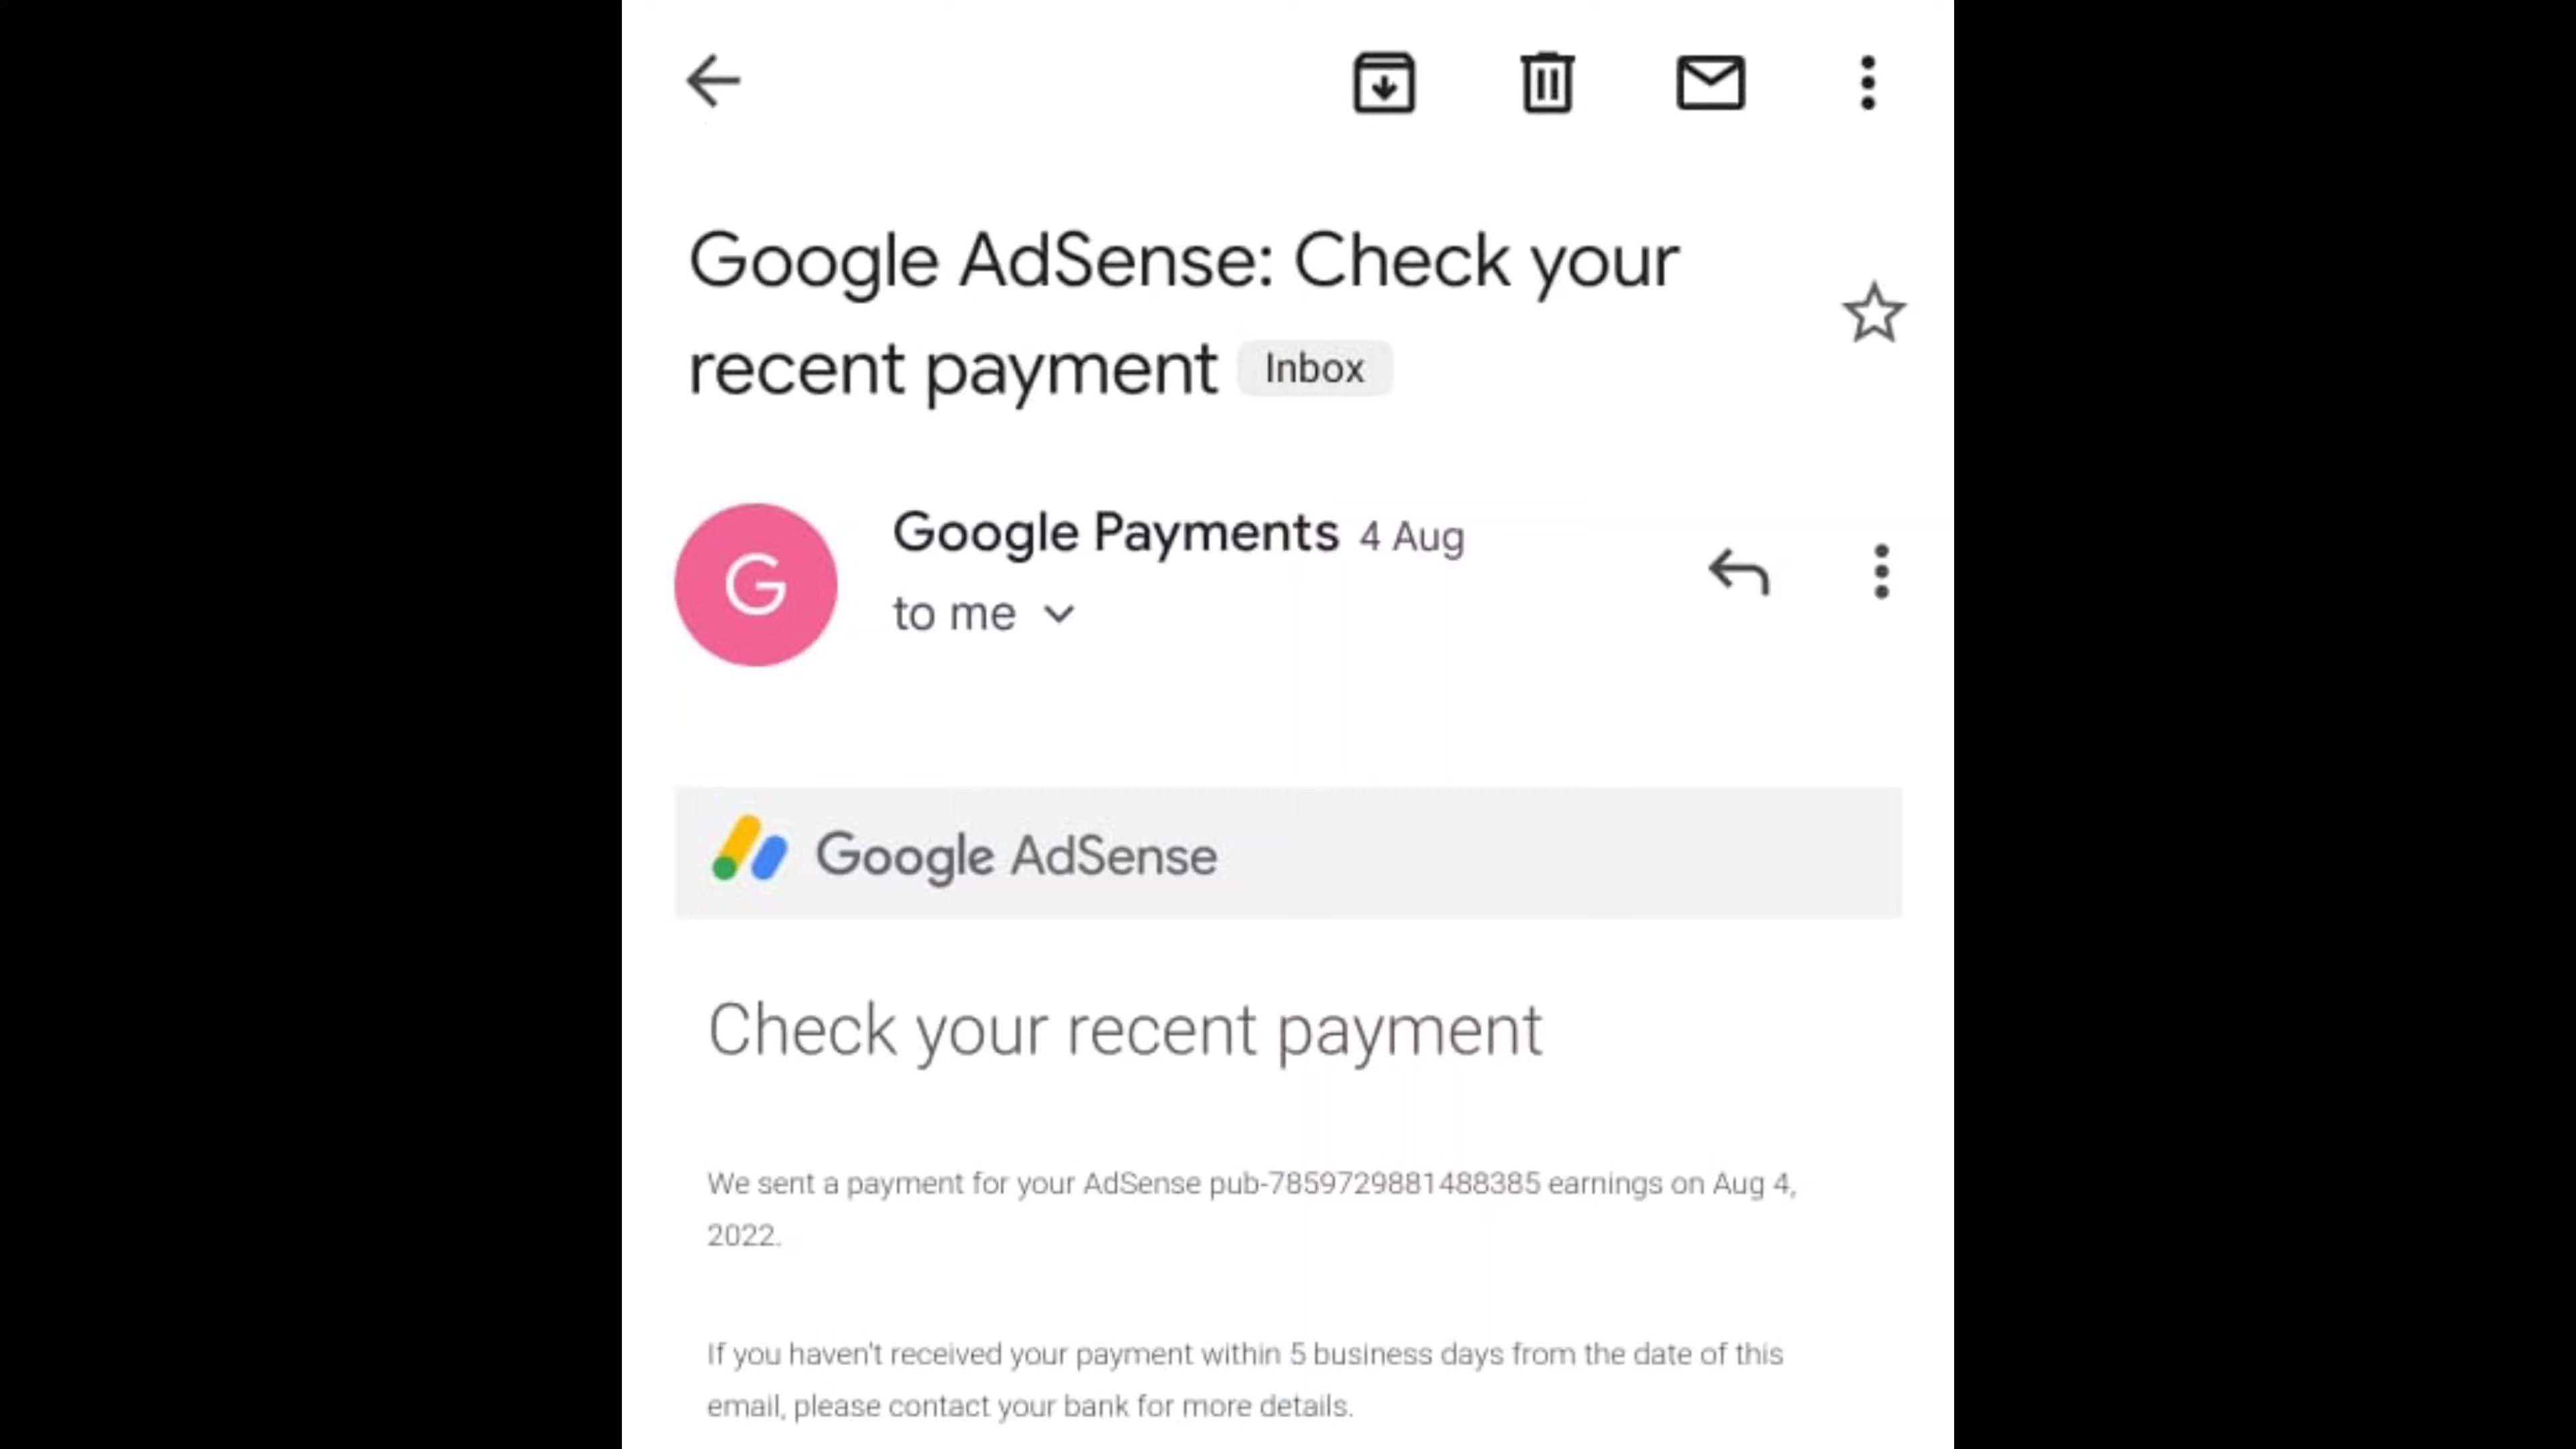 Google AdSense: Check your
recent payment Inbox
Google Payments 4 Aug
to me
G
Google AdSense
Check your recent payment
We sent a payment for your AdSense pub-7859729881488385 earnings on Aug 4,
2022.
If you haven't received your payment within 5 business days from the date of this
email, please contact your bank for more details.